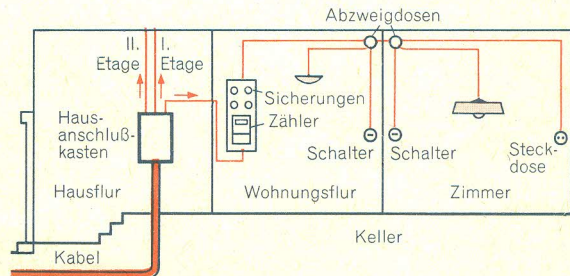 Abzweigdosen
II.
I.
Etage
Etage
Haus-
anschluß-
kasten
Sicherungen
Zähler
Schalter
Schalter
Steck-
dose
Hausflur
Wohnungsflur
Zimmer
Keller
Kabel